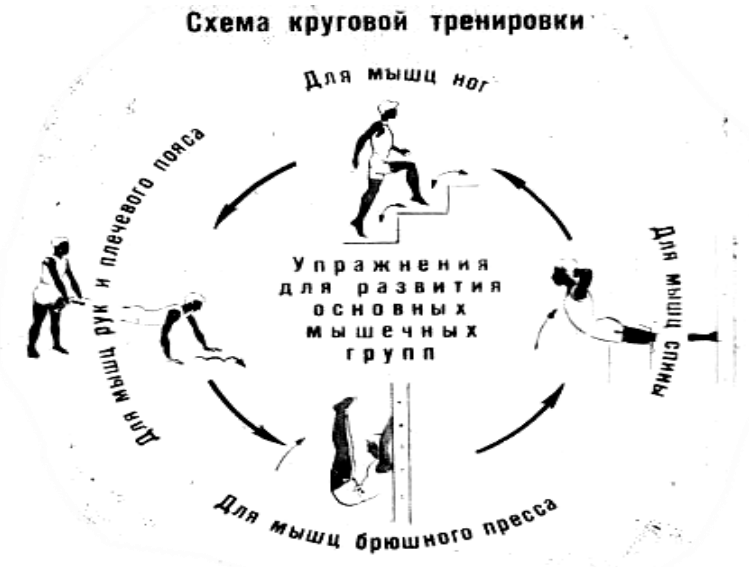 Схема круговой тренировки
Для мышц ног
Для мышц рук и плечевого пояса
Упражнения
для развития
основных
мышечных
групп
Для мышц спины
Для мышц брюшного пресса